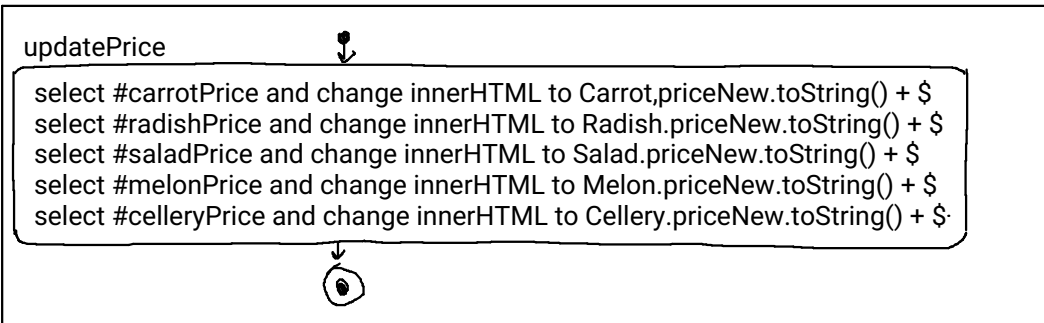 updatePrice
select #carrotPrice and change innerHTML to Carrot,priceNew.toString() + $
select #radishPrice and change innerHTML to Radish.priceNew.toString() + $
select #saladPrice and change innerHTML to Salad.priceNew.toString() + $
select #melonPrice and change innerHTML to Melon.priceNew.toString() + $
select #celleryPrice and change innerHTML to Cellery.priceNew.toString() + $